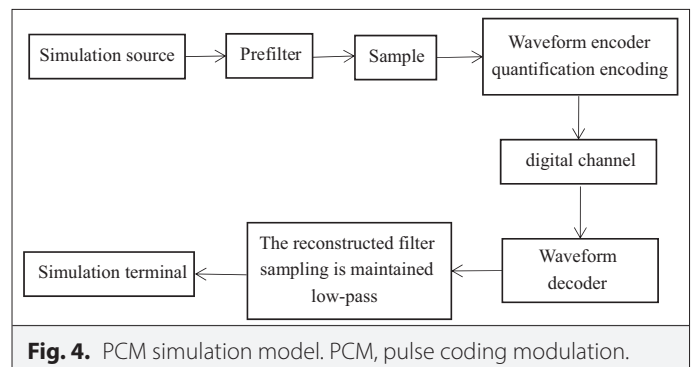 Simulation source
Prefilter
Sample
Waveform encoder
quantification encoding
digital channel
Waveform
decoder
The reconstructed filter
sampling is maintained
low-pass
Simulation terminal
Fig. 4. PCM simulation model. PCM, pulse coding modulation.